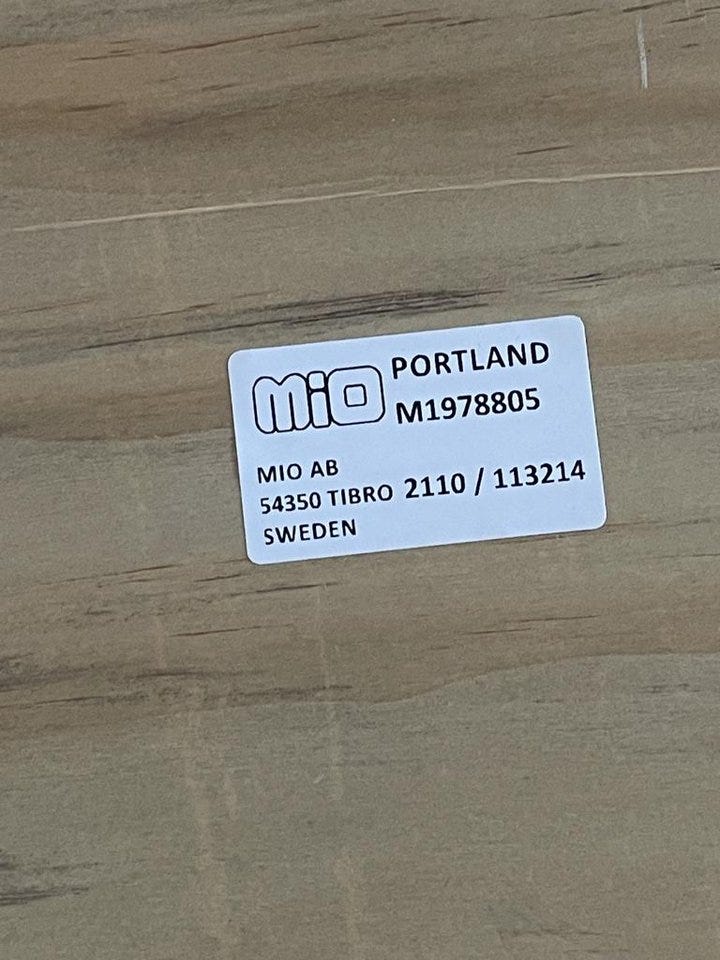 mio PORTLAND
M1978805
MIO AB
54350 TIBRO 2110 / 113214
SWEDEN